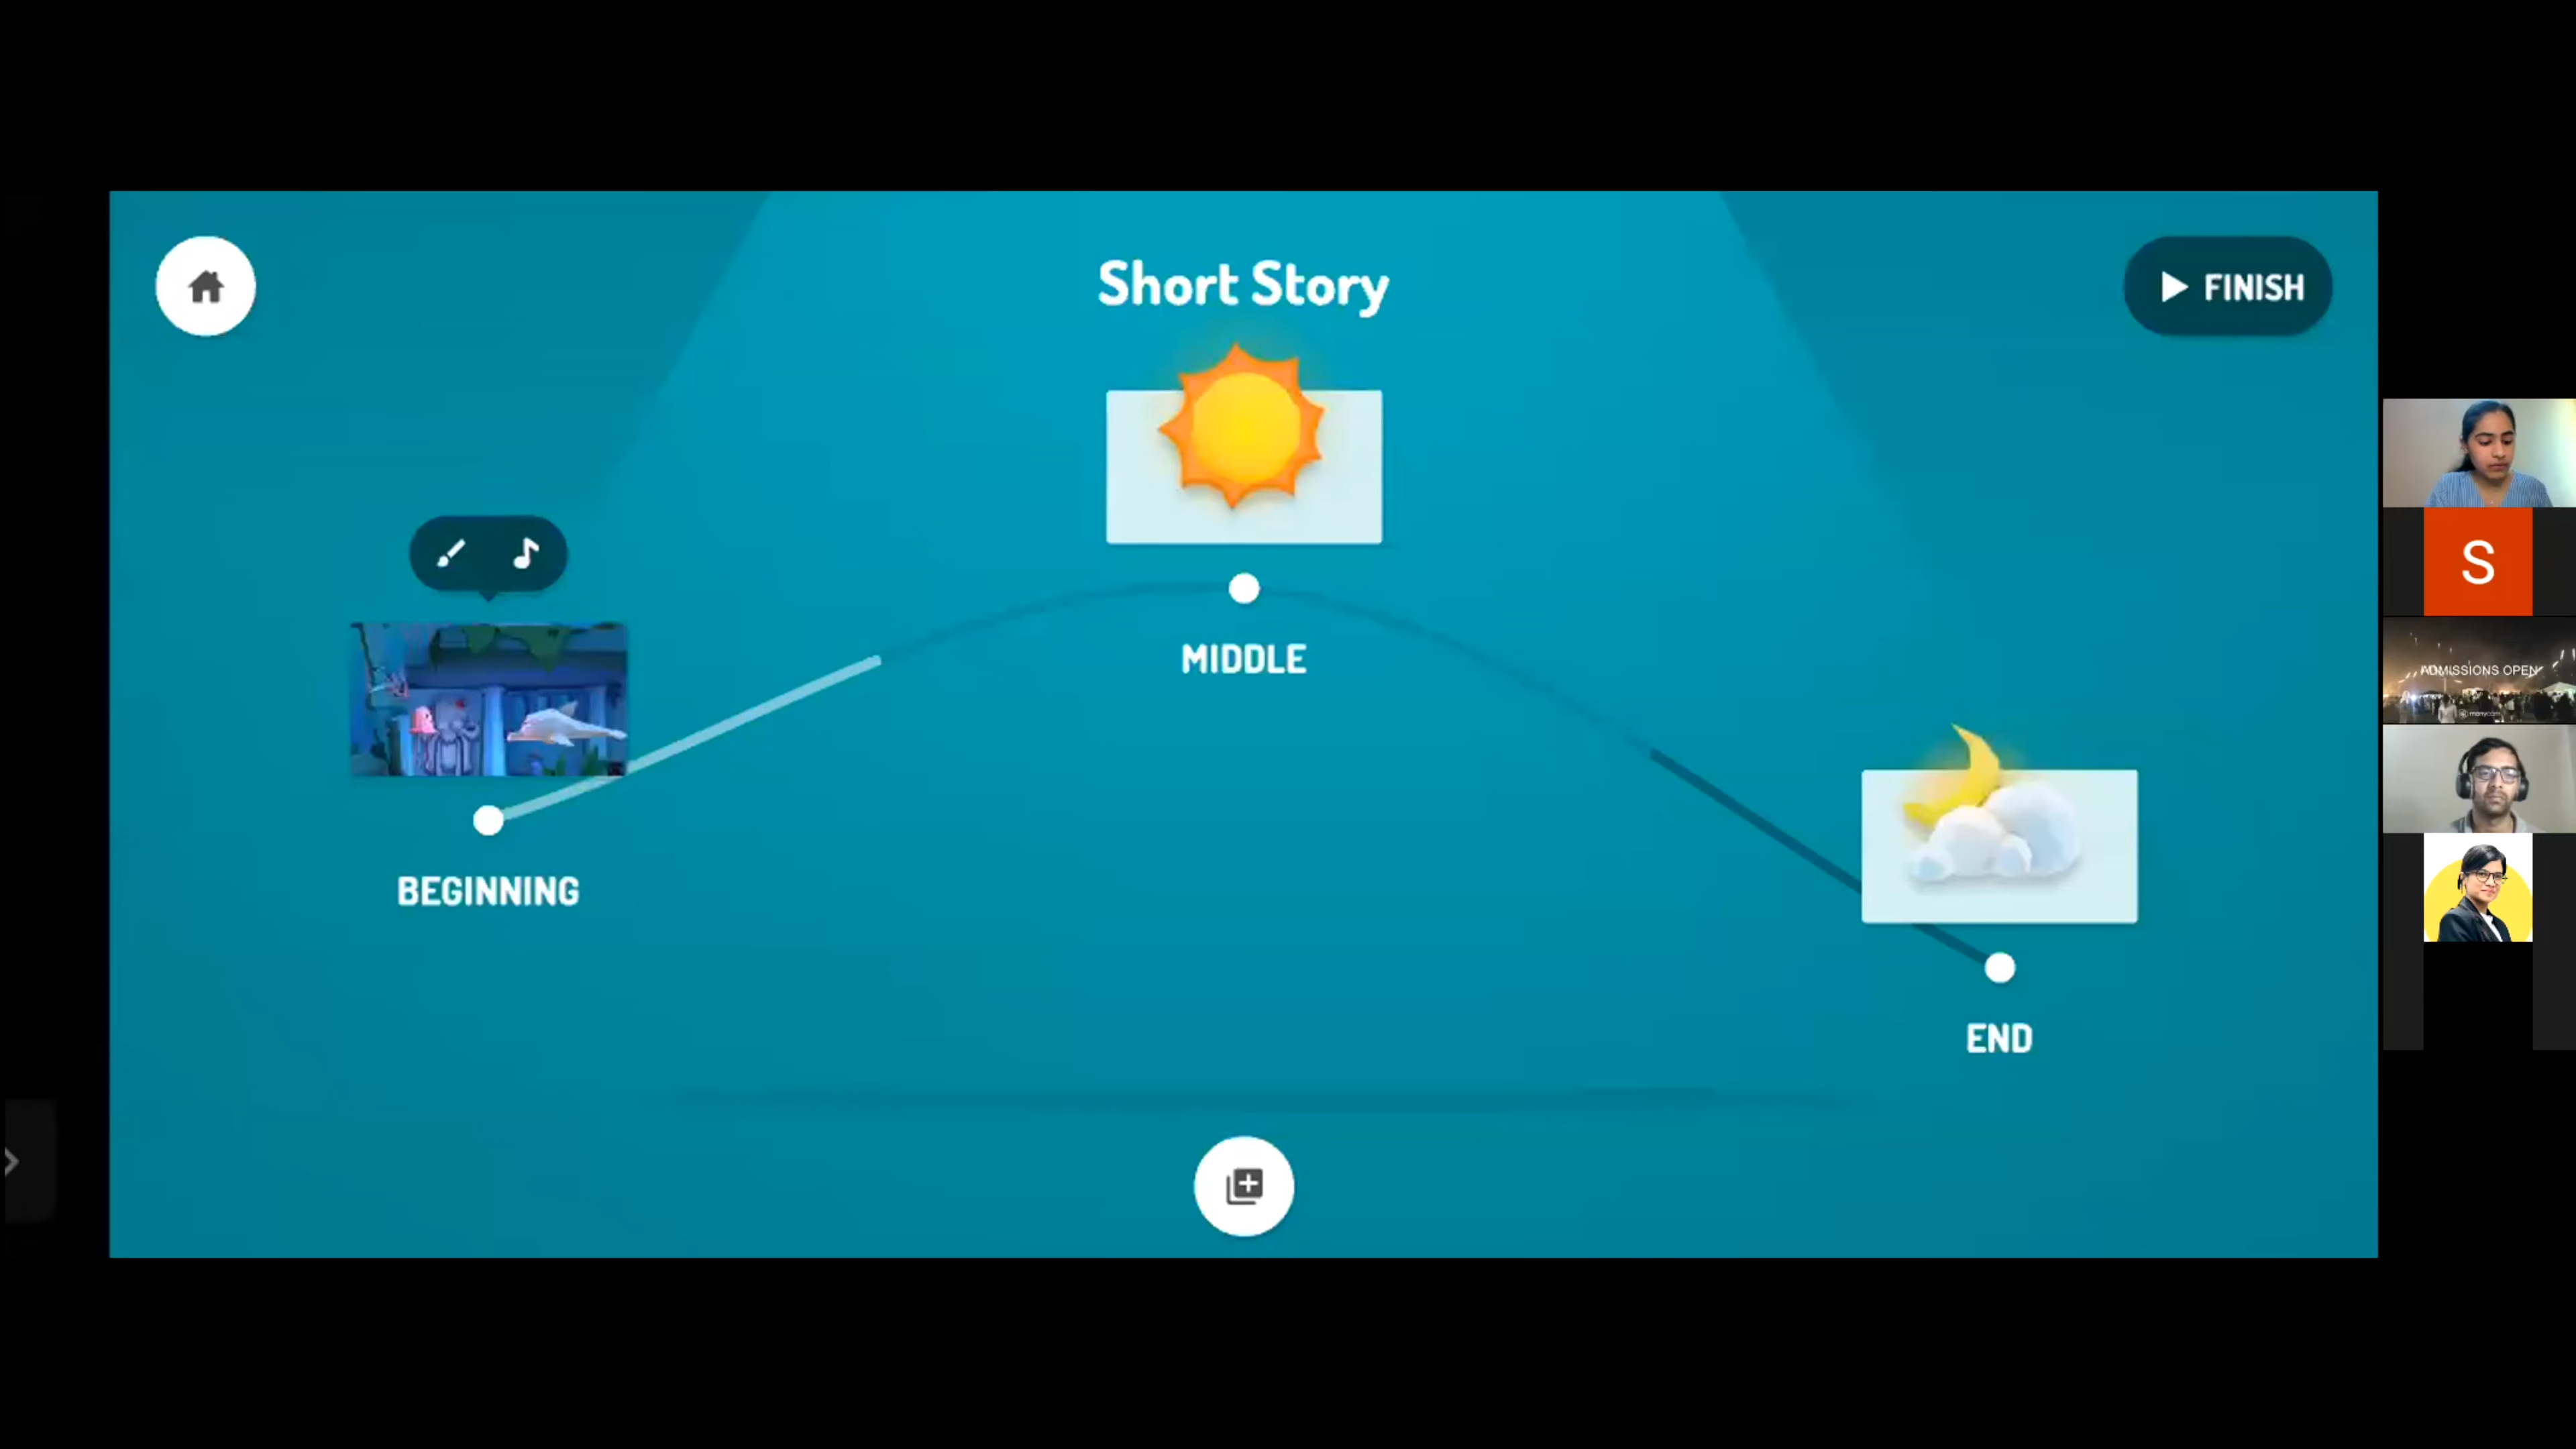 Short Story
FINISH
MIDDLE
BEGINNING
END
S
ADMISSIONS OPEN